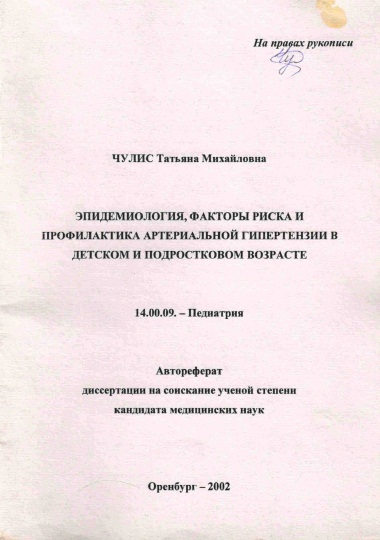 На правах рукописи
ЧУЛИС Татьяна Михайловна
ЭПИДЕМИОЛОГИЯ, ФАКТОРЫ РИСКА И
ПРОФИЛАКТИКА АРТЕРИАЛЬНОЙ ГИПЕРТЕНЗИИ В
ДЕТСКОМ И ПОДРОСТКОВОМ ВОЗРАСТЕ
14.00.09. – Педиатрия
Автореферат
диссертации на соискание ученой степени
кандидата медицинских наук
Оренбург – 2002